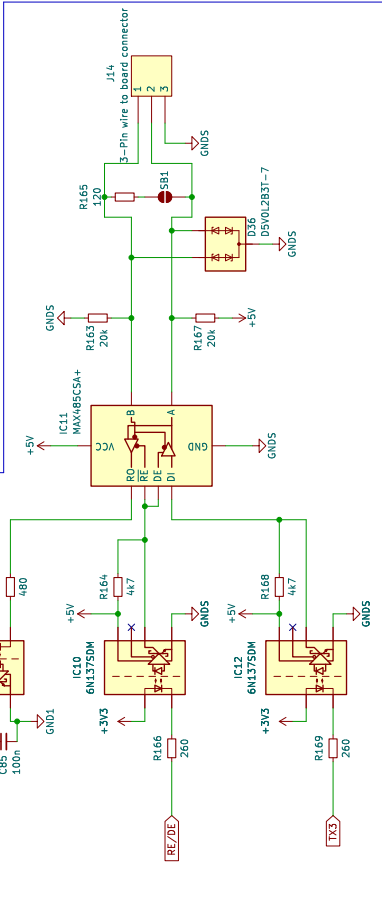 J14
3-Pin wire to board connector
1
2
3
GNDS
R165
120
SB1
D36
D5V0L2B3T-7
GNDS
GNDS
R163
20k
R167
20k
+5V
IC11
MAX485CSA+
+5V
VCC
B
A
GND
RO
RE
DE
DI
GNDS
480
R164
4k7
+5V
GNDS
R168
4k7
+5V
GNDS
IC10
6N137SDM
IC12
6N137SDM
GND1
C85
100n
+3V3
+3V3
R166
260
R169
260
RE/DE
TX3